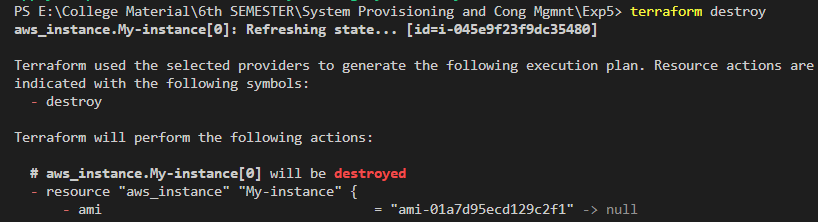 PS E:\College Material\6th SEMESTER\System Provisioning and Cong Mgmnt\Exp5> terraform destroy
aws_instance.My-instance[0]: Refreshing state... [id=i-045e9f23f9dc35480]
Terraform used the selected providers to generate the following execution plan. Resource actions are
indicated with the following symbols:
- destroy
Terraform will perform the following actions:
# aws_instance.My-instance[0] will be destroyed
- resource "aws_instance" "My-instance" {
- ami = "ami-01a7d95ecd129c2f1" -> null